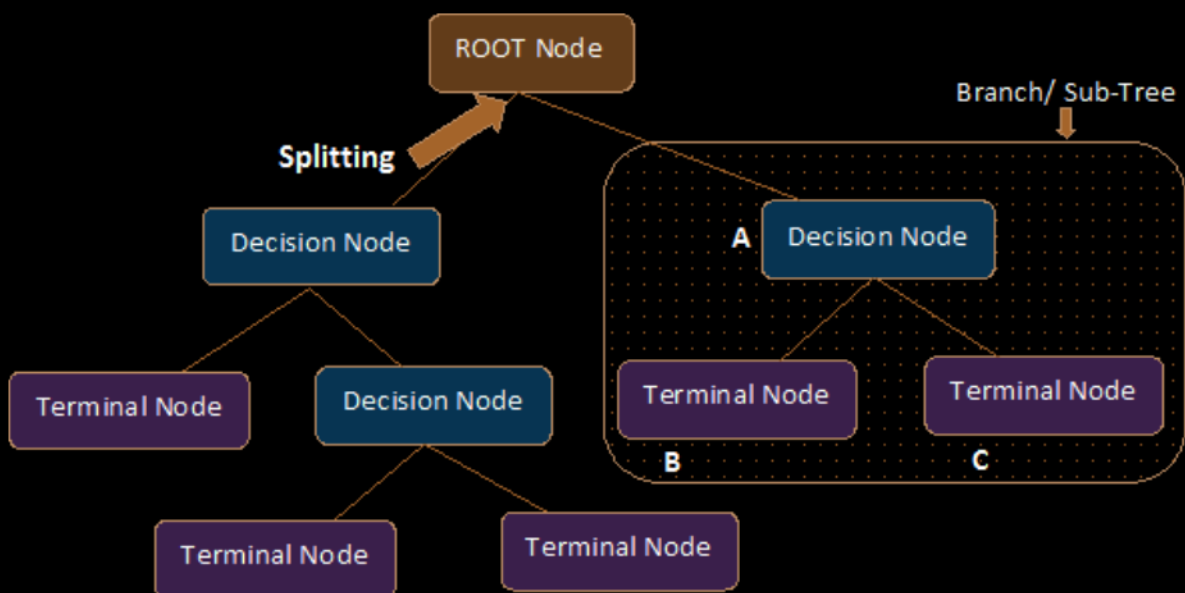 ROOT Node
Branch/ Sub-Tree
Splitting
Decision Node
A
Decision Node
Terminal Node
Decision Node
Terminal Node
Terminal Node
B
C
Terminal Node
Terminal Node